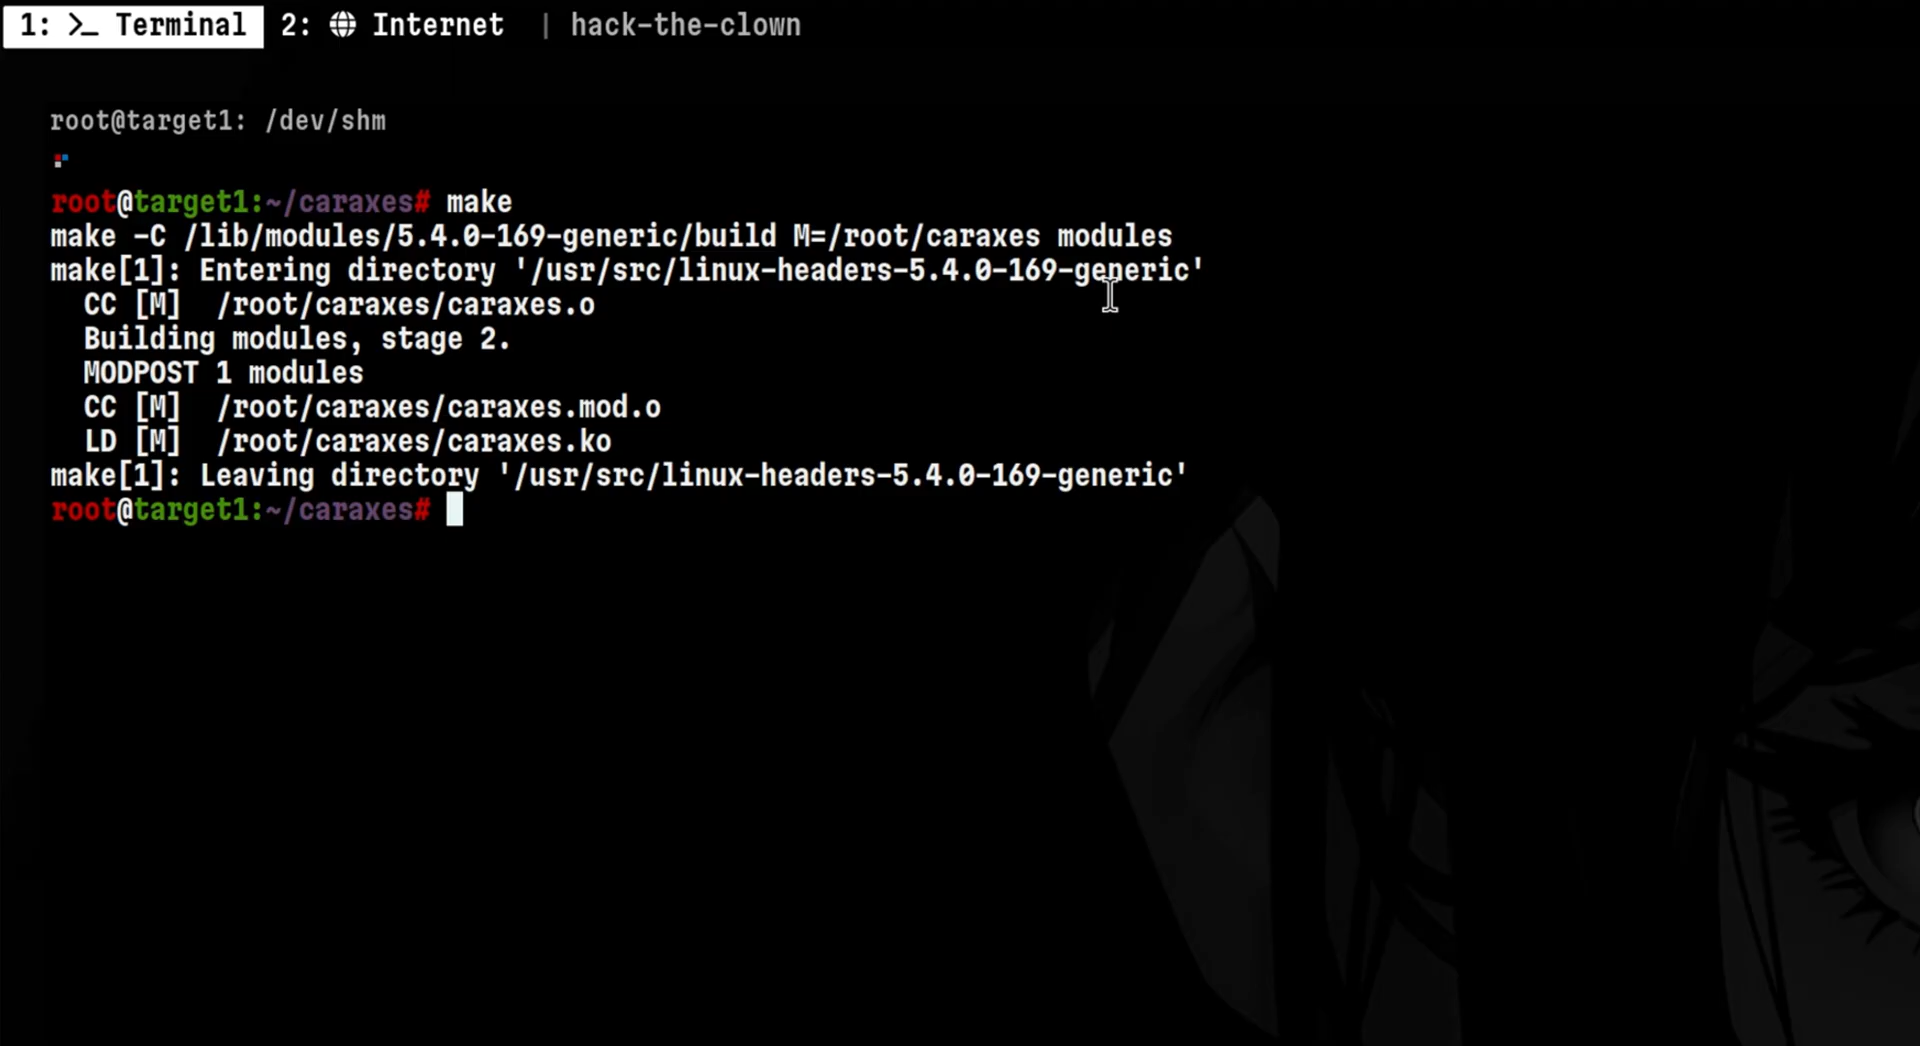 1: >_ Terminal 2: Internet | hack-the-clown
root@target1: /dev/shm
root@target1:~/caraxes# make
make -C /lib/modules/5.4.0-169-generic/build M=/root/caraxes modules
make[1]: Entering directory '/usr/src/linux-headers-5.4.0-169-generic'
CC [M] /root/caraxes/caraxes.o
Building modules, stage 2.
MODPOST 1 modules
CC [M] /root/caraxes/caraxes.mod.o
LD [M] /root/caraxes/caraxes.ko
make[1]: Leaving directory '/usr/src/linux-headers-5.4.0-169-generic'
root@target1:~/caraxes#